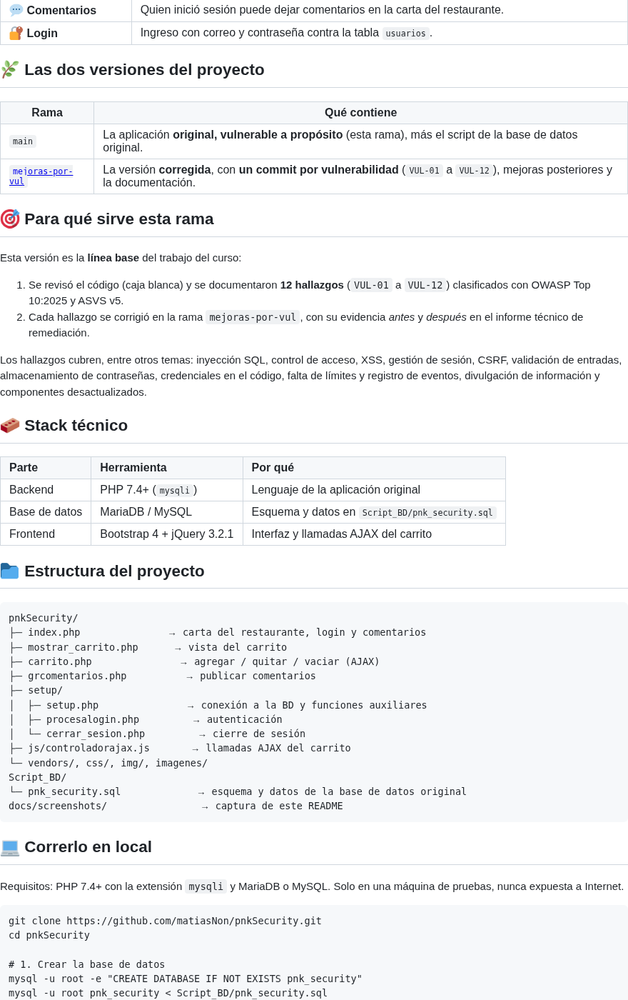 💬 Comentarios Quien inició sesión puede dejar comentarios en la carta del restaurante.
🔐 Login Ingreso con correo y contraseña contra la tabla usuarios.
🌿 Las dos versiones del proyecto
Rama Qué contiene
main La aplicación original, vulnerable a propósito (esta rama), más el script de la base de datos
original.
mejoras-por-
vul
La versión corregida, con un commit por vulnerabilidad (VUL-01 a VUL-12), mejoras posteriores y
la documentación.
🎯 Para qué sirve esta rama
Esta versión es la línea base del trabajo del curso:
1. Se revisó el código (caja blanca) y se documentaron 12 hallazgos (VUL-01 a VUL-12) clasificados con OWASP Top
10:2025 y ASVS v5.
2. Cada hallazgo se corrigió en la rama mejoras-por-vul, con su evidencia antes y después en el informe técnico de
remediación.
Los hallazgos cubren, entre otros temas: inyección SQL, control de acceso, XSS, gestión de sesión, CSRF, validación de entradas,
almacenamiento de contraseñas, credenciales en el código, falta de límites y registro de eventos, divulgación de información y
componentes desactualizados.
🧱 Stack técnico
Parte Herramienta Por qué
Backend PHP 7.4+ (mysqli) Lenguaje de la aplicación original
Base de datos MariaDB / MySQL Esquema y datos en Script_BD/pnk_security.sql
Frontend Bootstrap 4 + jQuery 3.2.1 Interfaz y llamadas AJAX del carrito
📁 Estructura del proyecto
pnkSecurity/
├─ index.php → carta del restaurante, login y comentarios
├─ mostrar_carrito.php → vista del carrito
├─ carrito.php → agregar / quitar / vaciar (AJAX)
├─ grcomentarios.php → publicar comentarios
├─ setup/
│ ├─ setup.php → conexión a la BD y funciones auxiliares
│ ├─ procesalogin.php → autenticación
│ └─ cerrar_sesion.php → cierre de sesión
├─ js/controladorajax.js → llamadas AJAX del carrito
└─ vendors/, css/, img/, imagenes/
Script_BD/
└─ pnk_security.sql → esquema y datos de la base de datos original
docs/screenshots/ → captura de este README
💻 Correrlo en local
Requisitos: PHP 7.4+ con la extensión mysqli y MariaDB o MySQL. Solo en una máquina de pruebas, nunca expuesta a Internet.
git clone https://github.com/matiasNon/pnkSecurity.git
cd pnkSecurity
# 1. Crear la base de datos
mysql -u root -e "CREATE DATABASE IF NOT EXISTS pnk_security"
mysql -u root pnk_security < Script_BD/pnk_security.sql